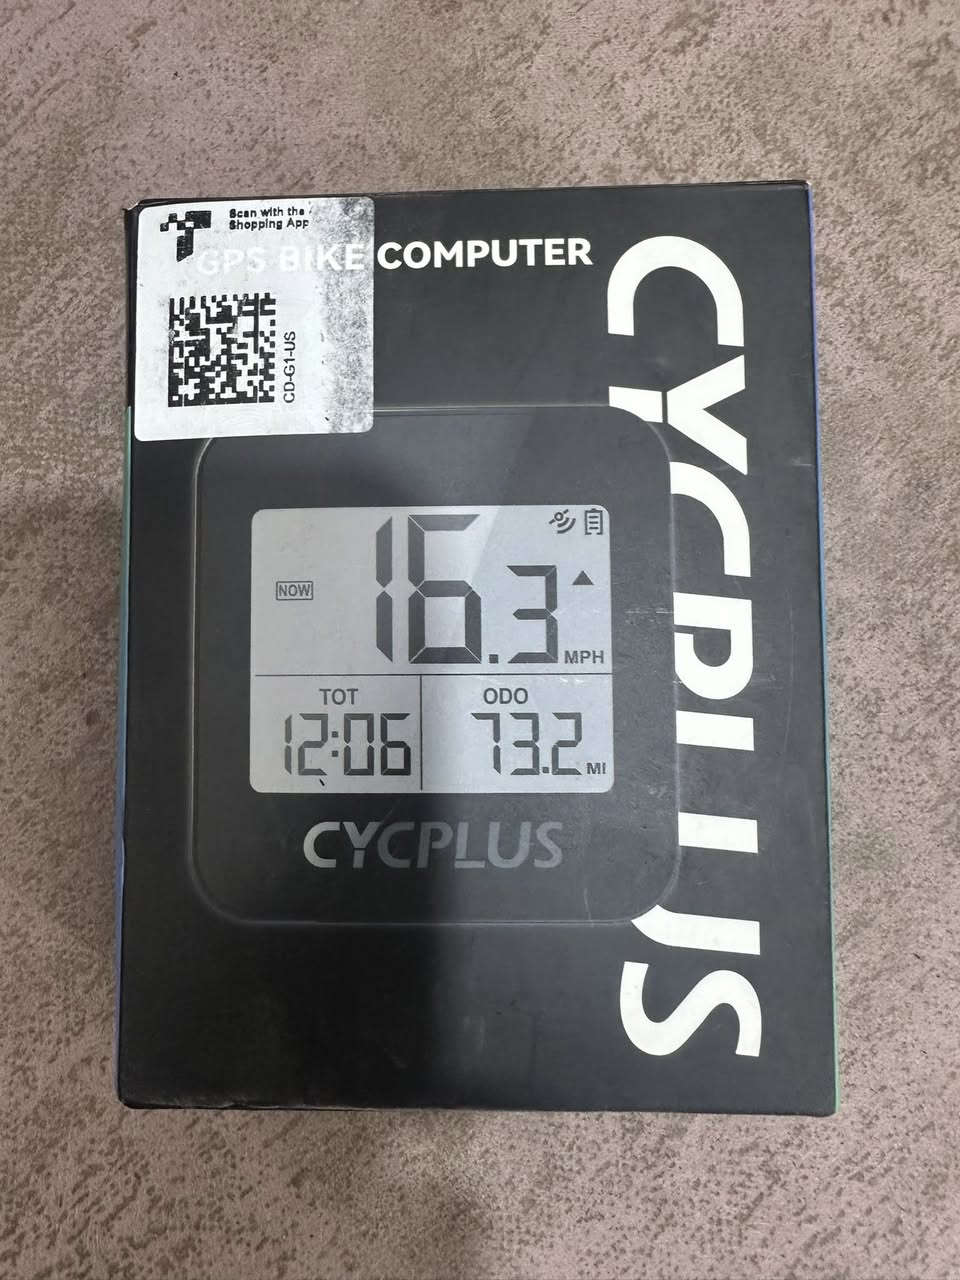 Scan with the
Shopping App
GPS BIKE COMPUTER
CD-G1-US
CYCPLUS
NOW
16.3
MPH
TOT
ODO
12:06
73.2
MI
CYCPLUS